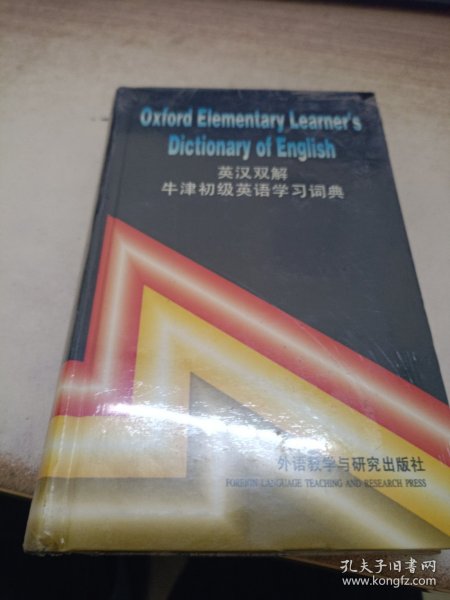 Oxford Elementary Learner's
Dictionary of English
英汉双解
牛津初级英语学习词典
外语教学与研究出版社
FOREIGN LANGUAGE TEACHING AND RESEARCH PRESS
孔夫子旧书网
www.kongfz.com